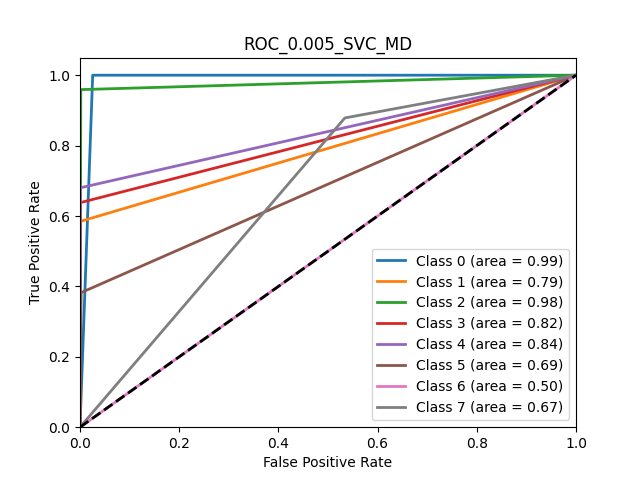 ROC_0.005_SVC_MD
1.0
0.8
0.6
0.4
0.2
0.0
True Positive Rate
0.0 0.2 0.4 0.6 0.8 1.0
False Positive Rate
Class 0 (area = 0.99)
Class 1 (area = 0.79)
Class 2 (area = 0.98)
Class 3 (area = 0.82)
Class 4 (area = 0.84)
Class 5 (area = 0.69)
Class 6 (area = 0.50)
Class 7 (area = 0.67)